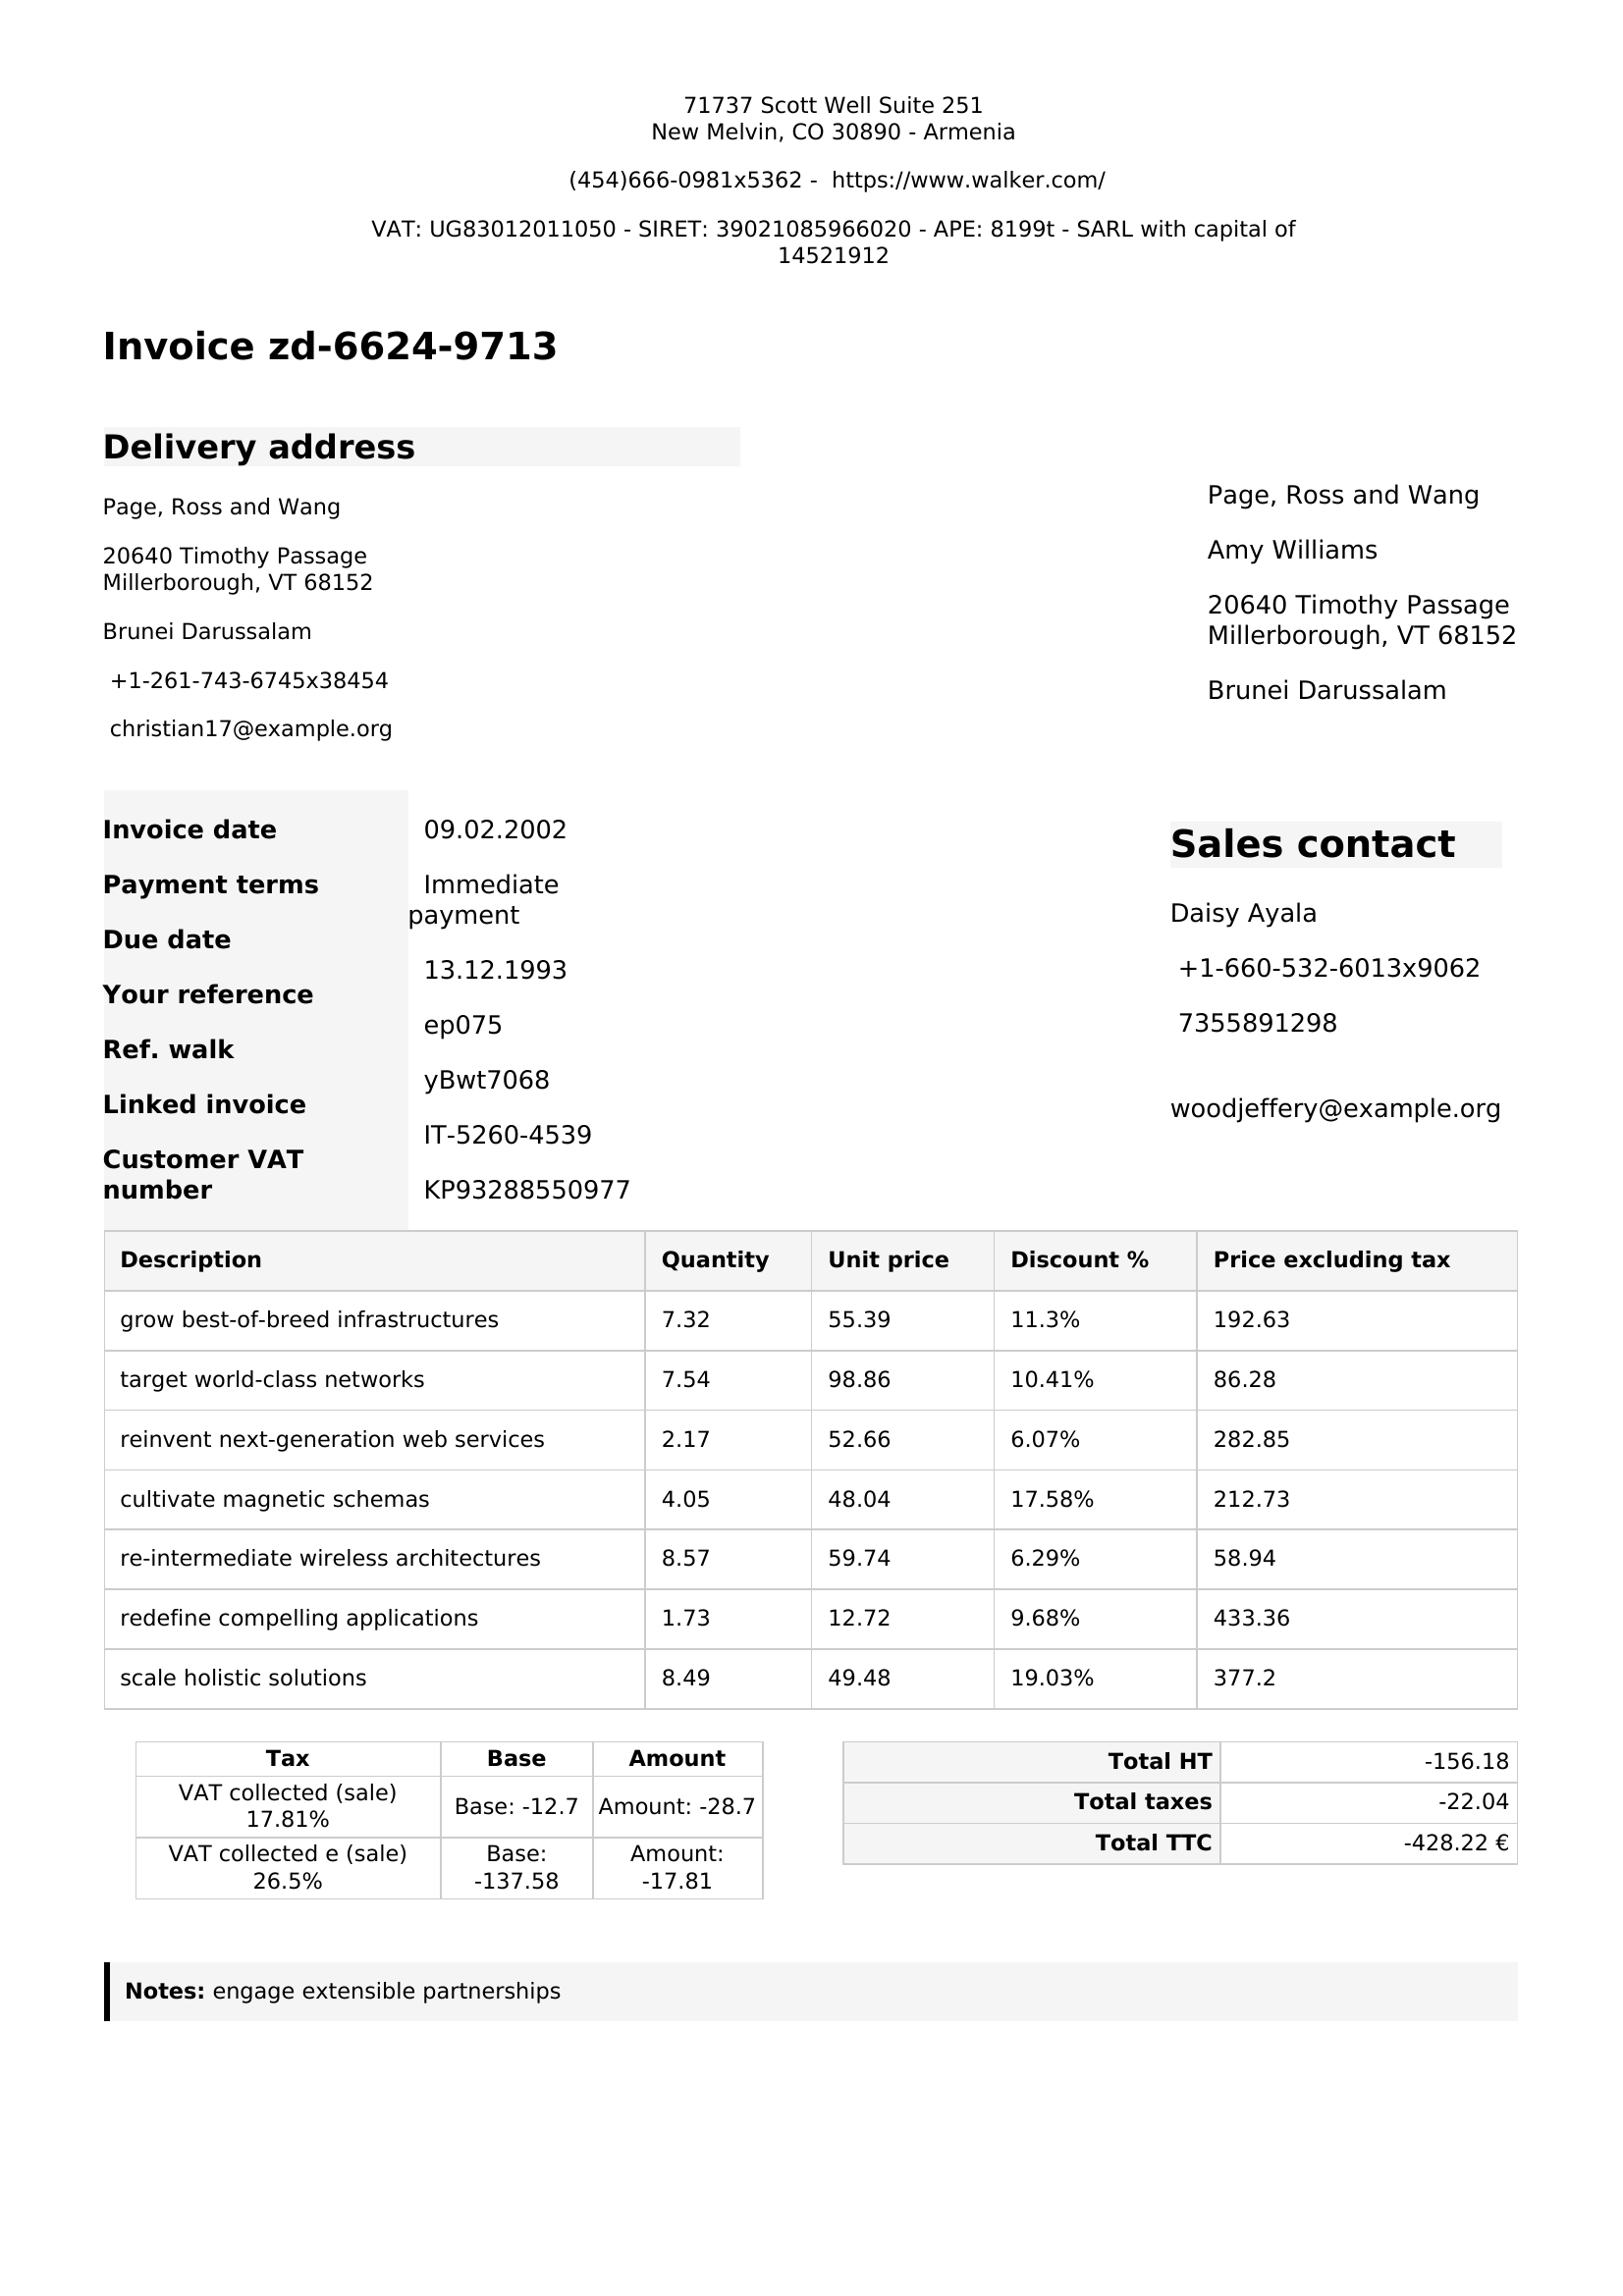 71737 Scott Well Suite 251
New Melvin, CO 30890 - Armenia
(454)666-0981x5362 - https://www.walker.com/
VAT: UG83012011050 - SIRET: 39021085966020 - APE: 8199t - SARL with capital of
14521912
Invoice zd-6624-9713
Delivery address
Page, Ross and Wang
20640 Timothy Passage
Millerborough, VT 68152
Brunei Darussalam
+1-261-743-6745x38454
christian17@example.org
Page, Ross and Wang
Amy Williams
20640 Timothy Passage
Millerborough, VT 68152
Brunei Darussalam
Invoice date
Payment terms
Due date
Your reference
Ref. walk
Linked invoice
Customer VAT
number
09.02.2002
Immediate
payment
13.12.1993
ep075
yBwt7068
IT-5260-4539
KP93288550977
Sales contact
Daisy Ayala
+1-660-532-6013x9062
7355891298
woodjeffery@example.org
Description Quantity Unit price Discount % Price excluding tax
grow best-of-breed infrastructures 7.32 55.39 11.3% 192.63
target world-class networks 7.54 98.86 10.41% 86.28
reinvent next-generation web services 2.17 52.66 6.07% 282.85
cultivate magnetic schemas 4.05 48.04 17.58% 212.73
re-intermediate wireless architectures 8.57 59.74 6.29% 58.94
redefine compelling applications 1.73 12.72 9.68% 433.36
scale holistic solutions 8.49 49.48 19.03% 377.2
Tax Base Amount
VAT collected (sale)
17.81% Base: -12.7 Amount: -28.7
VAT collected e (sale) Base: Amount:
26.5% -137.58 -17.81
Total HT -156.18
Total taxes -22.04
Total TTC -428.22 €
Notes: engage extensible partnerships